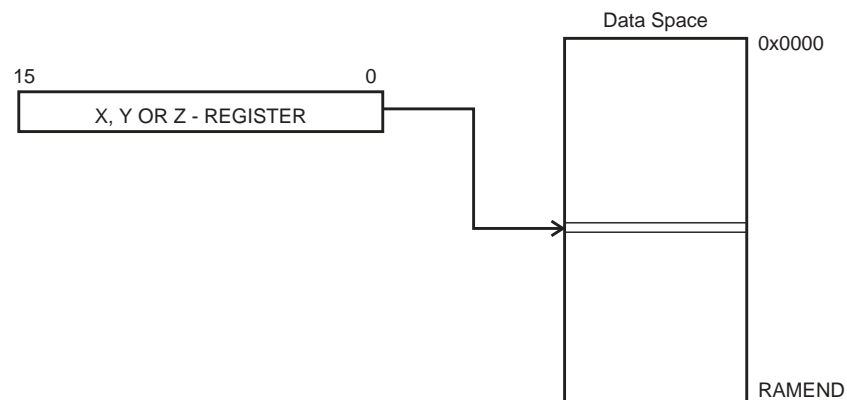 Data Space
0x0000
15 0
X, Y OR Z - REGISTER
RAMEND